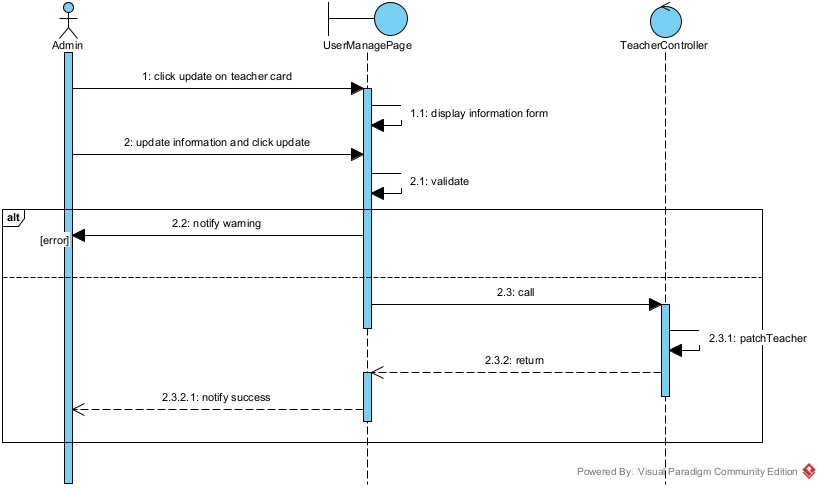 Admin
UserManagePage
TeacherController
1: click update on teacher card
1.1: display information form
2: update information and click update
2.1: validate
alt
2.2: notify warning
[error]
2.3: call
2.3.1: patchTeacher
2.3.2: return
2.3.2.1: notify success
Powered By Visual Paradigm Community Edition